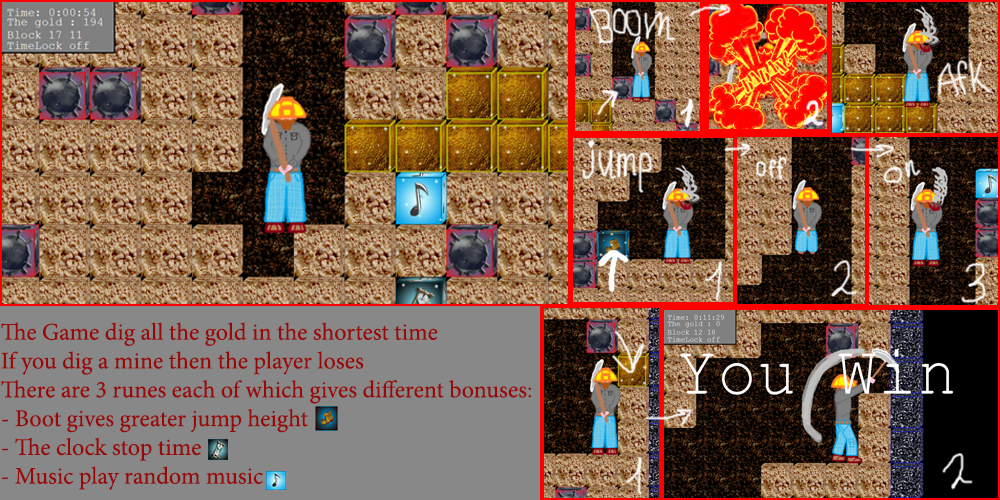 Time: 0:00:54
The gold : 194
Block 17 11
TimeLock off
BOOM
1
2
AfK
jump
off
on
1
2
3
The Game dig all the gold in the shortest time
If you dig a mine then the player loses
There are 3 runes each of which gives different bonuses:
- Boot gives greater jump height
- The clock stop time
- Music play random music
1
Time: 0:11:29
The gold : 0
Block 12 10
TimeLock off
You Win
2